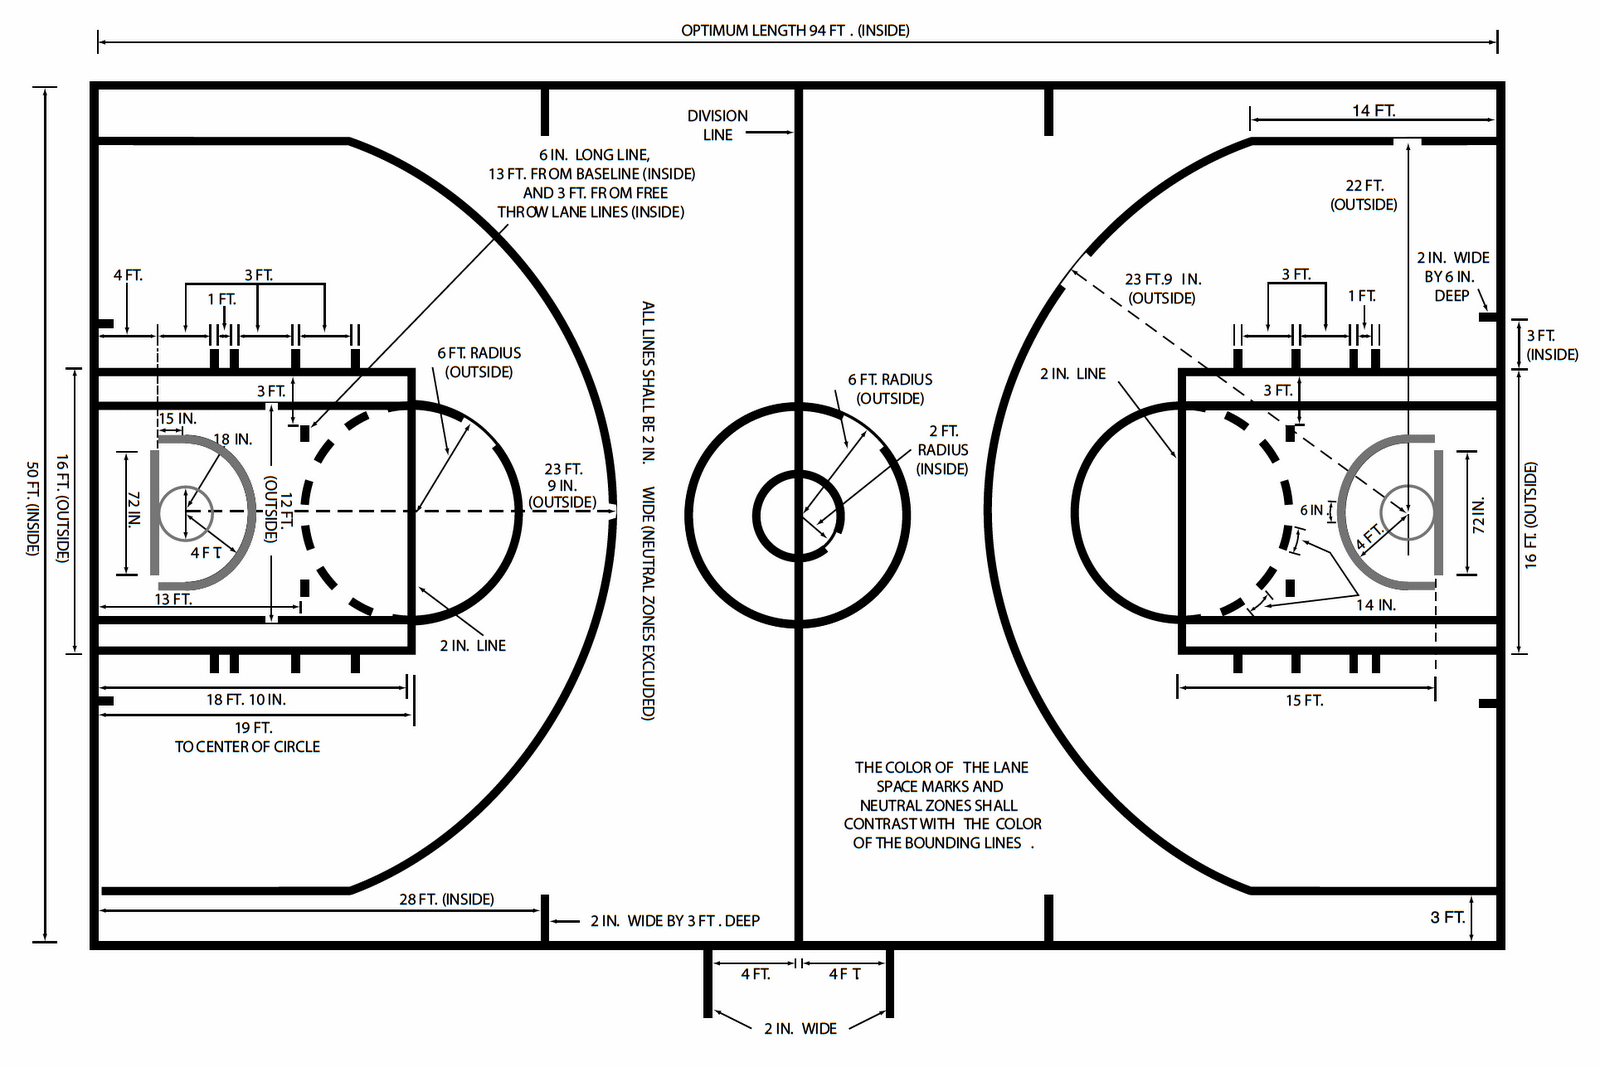 OPTIMUM LENGTH 94 FT . (INSIDE)
DIVISION
LINE
14 FT.
6 IN. LONG LINE,
13 FT. FROM BASELINE (INSIDE)
AND 3 FT. FROM FREE
THROW LANE LINES (INSIDE)
22 FT.
(OUTSIDE)
4 FT.
3 FT.
1 FT.
23 FT.9 IN.
(OUTSIDE)
3 FT.
1 FT.
2 IN. WIDE
BY 6 IN.
DEEP
3 FT.
(INSIDE)
6 FT. RADIUS
(OUTSIDE)
6 FT. RADIUS
(OUTSIDE)
2 IN. LINE
3 FT.
3 FT.
15 IN.
18 IN.
2 FT.
RADIUS
(INSIDE)
50 FT. (INSIDE)
16 FT. (OUTSIDE)
72 IN.
12 FT.
(OUTSIDE)
23 FT.
9 IN.
(OUTSIDE)
ALL LINES SHALL BE 2 IN. WIDE (NEUTRAL ZONES EXCLUDED)
6 IN.
4 FT.
72 IN.
16 FT. (OUTSIDE)
4 F T.
13 FT.
14 IN.
2 IN. LINE
18 FT. 10 IN.
15 FT.
19 FT.
TO CENTER OF CIRCLE
THE COLOR OF THE LANE
SPACE MARKS AND
NEUTRAL ZONES SHALL
CONTRAST WITH THE COLOR
OF THE BOUNDING LINES .
28 FT. (INSIDE)
2 IN. WIDE BY 3 FT . DEEP
3 FT.
4 FT.
4 F T.
2 IN. WIDE